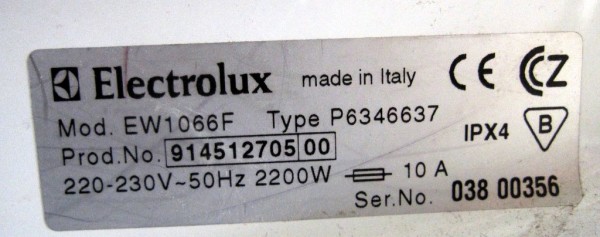 Electrolux made in Italy CE CZ
Mod. EW1066F Type P6346637 IPX4 B
Prod.No. 914512705 00
220-230V~50Hz 2200W 10 A
Ser.No. 038 00356